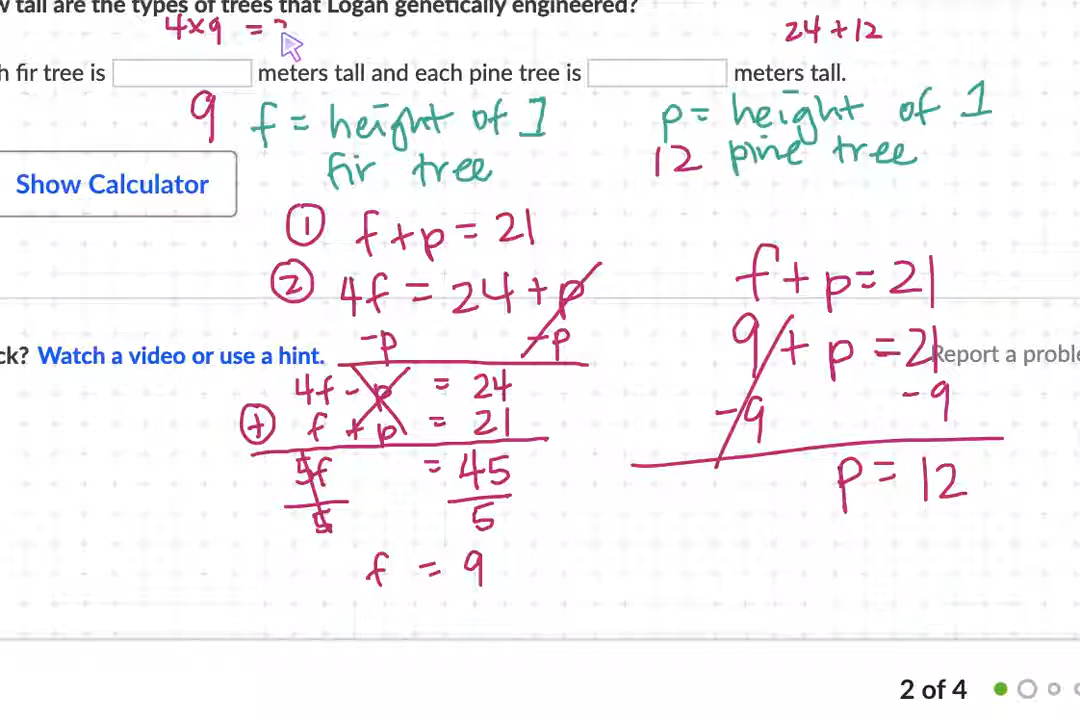 tall are the types of trees that Logan genetically engineered?
4×9 =
24 + 12
fir tree is meters tall and each pine tree is meters tall.
9 f = height of 1 fir tree
p = height of 1 pine tree
12
Show Calculator
① f + p = 21
② 4f = 24 + p
-p -p
4f - p = 24
⊕ f + p = 21
5f = 45
5 5
f = 9
f + p = 21
9 + p = 21
-9 -9
p = 12
Watch a video or use a hint.
Report a
2 of 4